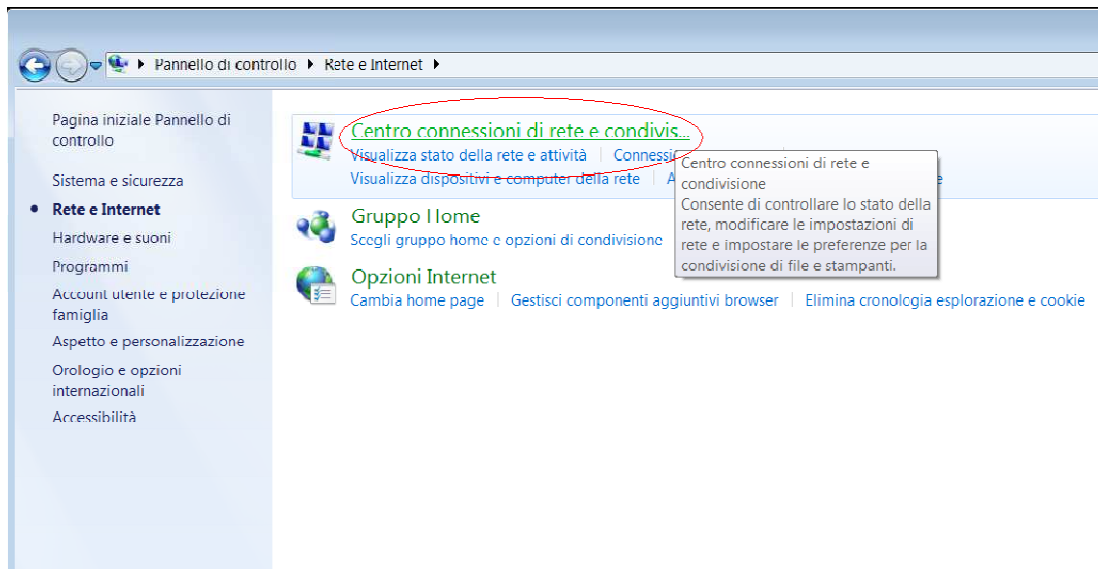 Pannello di controllo Rete e Internet
Pagina iniziale Pannello di
controllo
Sistema e sicurezza
Rete e Internet
Hardware e suoni
Programmi
Account utente e protezione
famiglia
Aspetto e personalizzazione
Orologio e opzioni
internazionali
Accessibilità
Centro connessioni di rete e condivis...
Visualizza stato della rete e attività
Visualizza dispositivi e computer della rete
Centro connessioni di rete e
condivisione
Consente di controllare lo stato della
rete, modificare le impostazioni di
rete e impostare le preferenze per la
condivisione di file e stampanti.
Gruppo Home
Scegli gruppo home e opzioni di condivisione
Opzioni Internet
Cambia home page Gestisci componenti aggiuntivi browser Elimina cronologia esplorazione e cookie